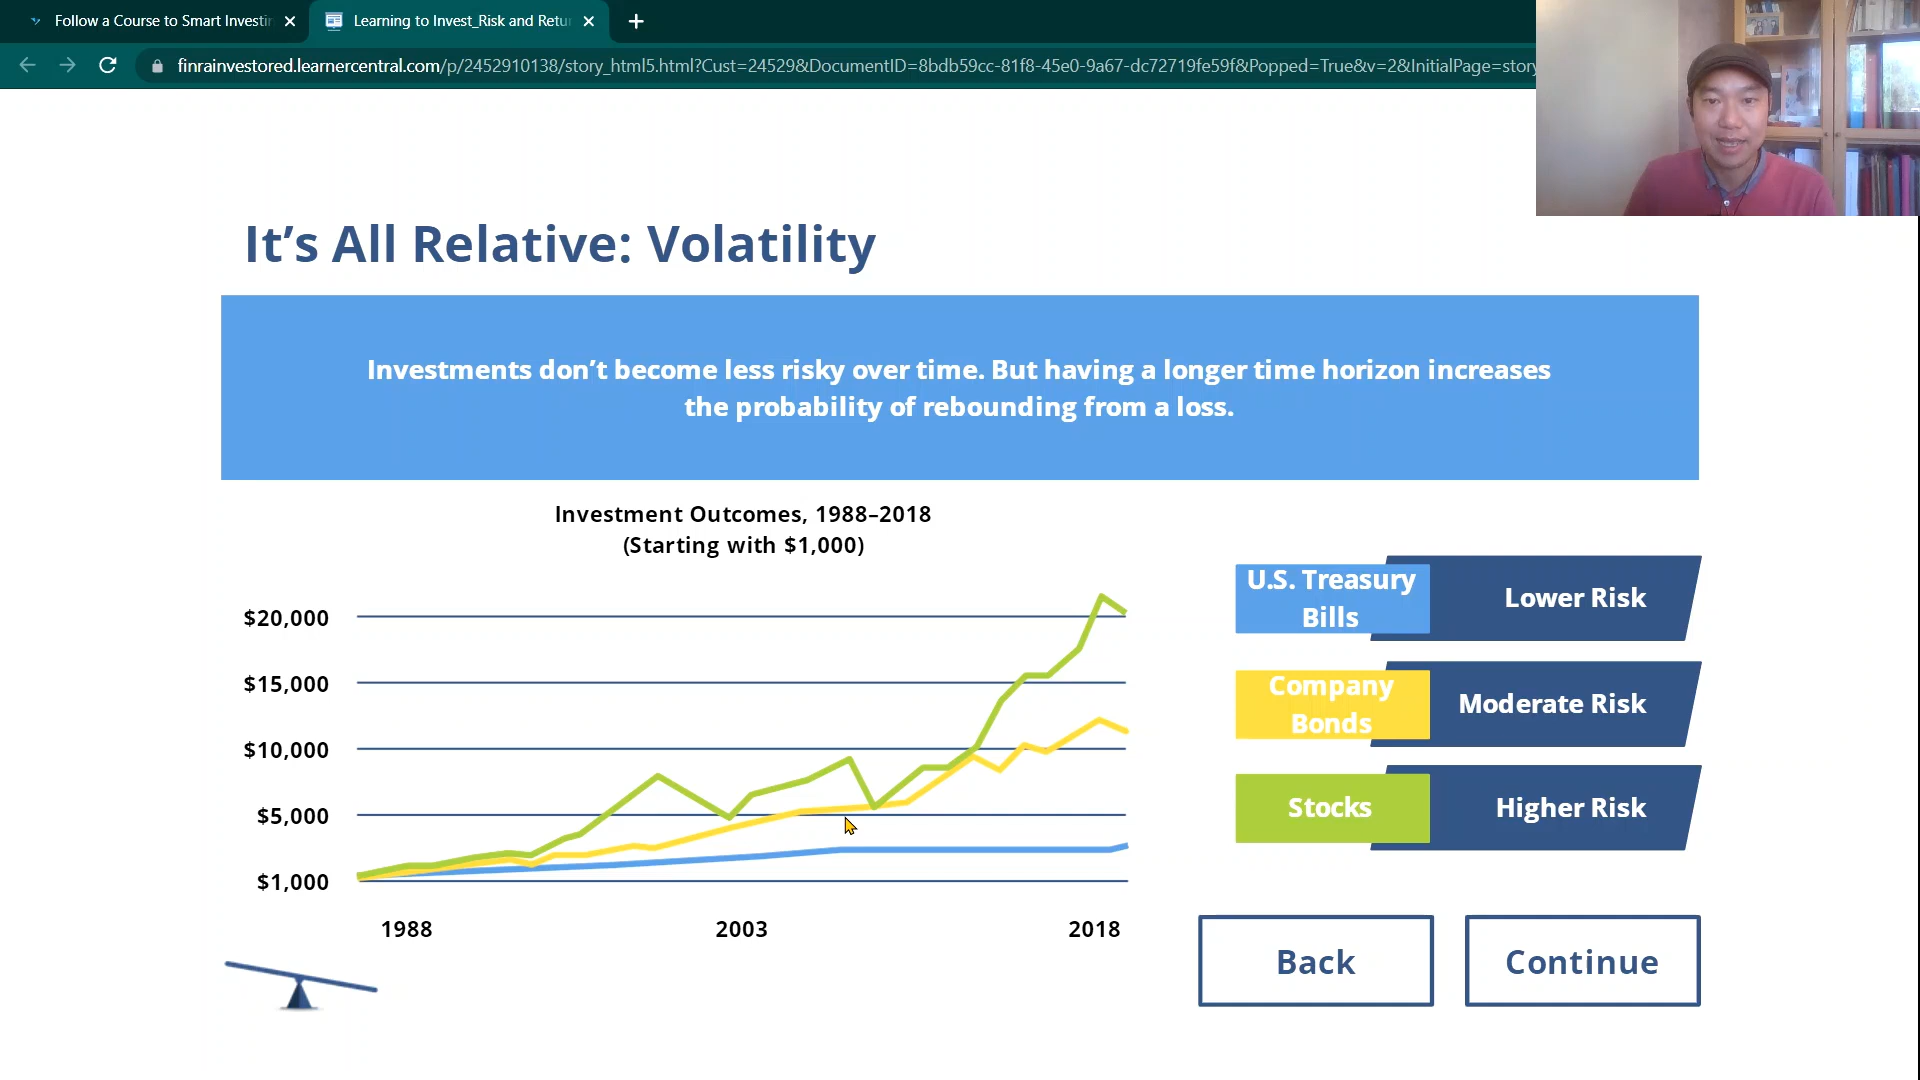 Follow a Course to Smart Investin
Learning to Invest_Risk and Retur
finrainvestored.learnercentral.com/p/2452910138/story_html5.html?Cust=24529&DocumentID=8bdb59cc-81f8-45e0-9a67-dc72719fe59f&Popped=True&v=2&InitialPage=story
It's All Relative: Volatility
Investments don't become less risky over time. But having a longer time horizon increases
the probability of rebounding from a loss.
Investment Outcomes, 1988–2018
(Starting with $1,000)
$20,000
$15,000
$10,000
$5,000
$1,000
1988 2003 2018
U.S. Treasury
Bills
Lower Risk
Company
Bonds
Moderate Risk
Stocks
Higher Risk
Back
Continue